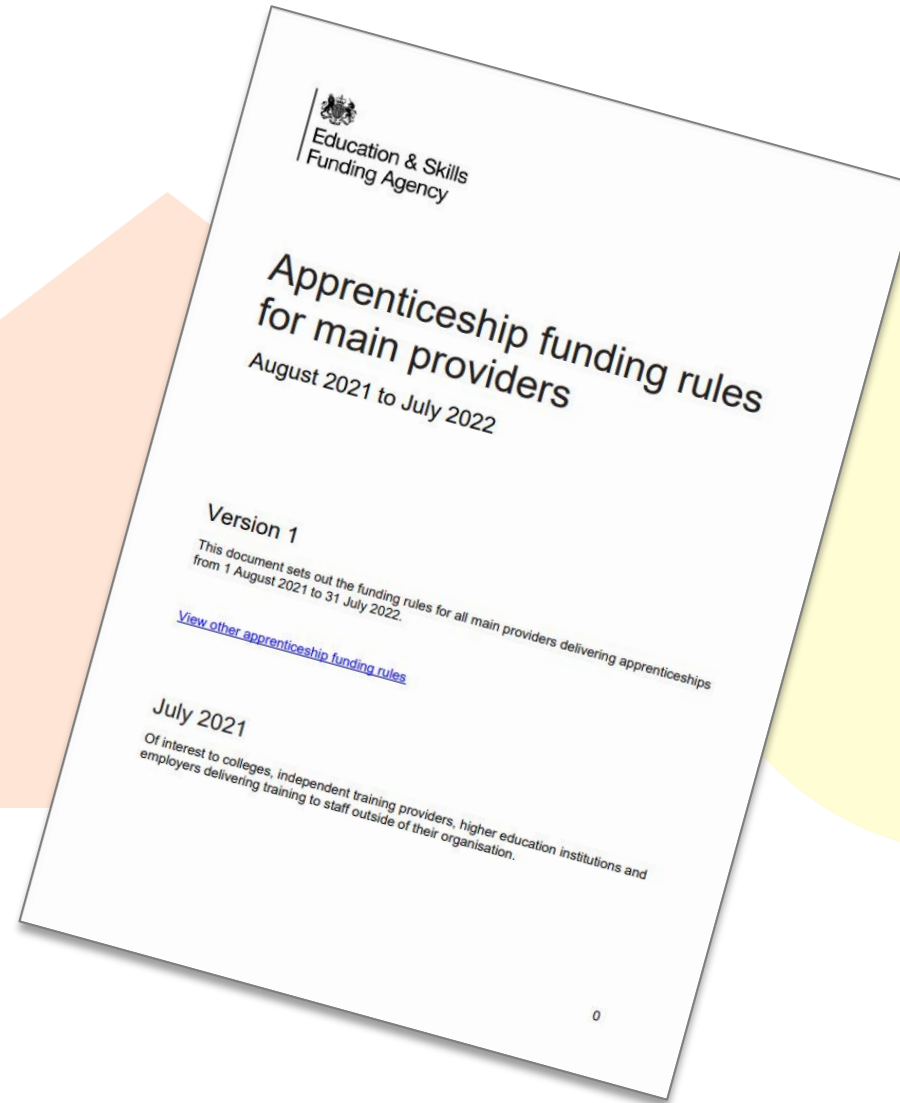 Education & Skills
Funding Agency
Apprenticeship funding rules
for main providers
August 2021 to July 2022
Version 1
This document sets out the funding rules for all main providers delivering apprenticeships
from 1 August 2021 to 31 July 2022.
View other apprenticeship funding rules
July 2021
Of interest to colleges, independent training providers, higher education institutions and
employers delivering training to staff outside of their organisation.
0